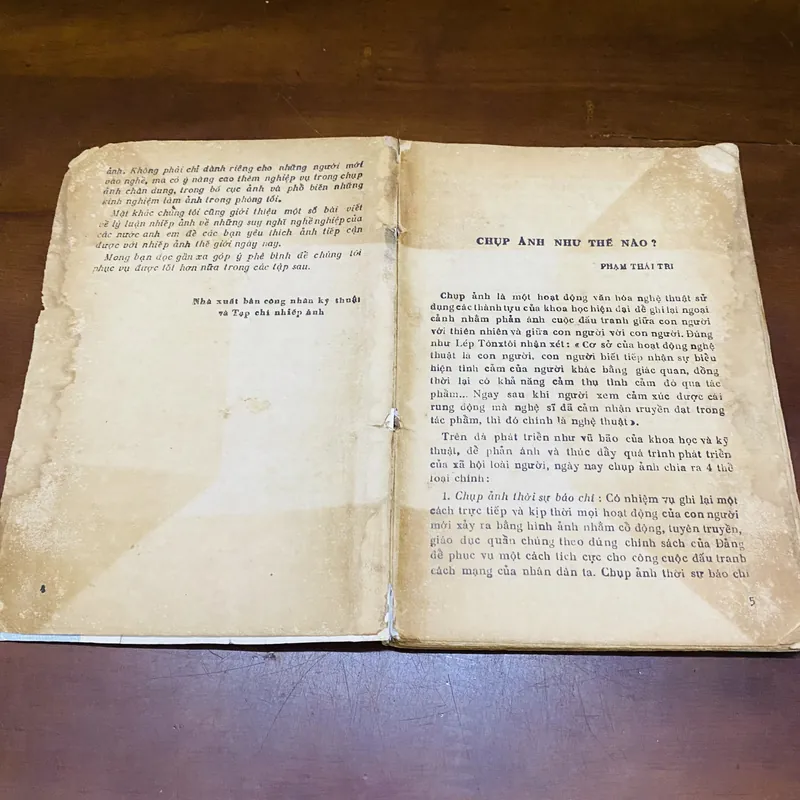 ảnh. Không phải chỉ dành riêng cho những người mới
vào nghề, mà có ý nâng cao thêm nghiệp vụ trong chụp
ảnh chân dung, trong bố cục ảnh và phổ biến những
kinh nghiệm làm ảnh trong phòng tối.
Mặt khác chúng tôi cũng giới thiệu một số bài viết
về lý luận nhiếp ảnh về những suy nghĩ nghề nghiệp của
các nước anh em để các bạn yêu thích ảnh tiếp cận
được với nhiếp ảnh thế giới ngày nay.
Mong bạn đọc gần xa góp ý phê bình để chúng tôi
phục vụ được tốt hơn nữa trong các tập sau.
Nhà xuất bản công nhân kỹ thuật
và Tạp chí nhiếp ảnh
CHỤP ẢNH NHƯ THẾ NÀO?
PHẠM THÁI TRI
Chụp ảnh là một hoạt động văn hóa nghệ thuật sử
dụng các thành tựu của khoa học hiện đại để ghi lại ngoại
cảnh nhằm phản ánh cuộc đấu tranh giữa con người
với thiên nhiên và giữa con người với con người. Đúng
như Lép Tônxtôi nhận xét: « Cơ sở của hoạt động nghệ
thuật là con người, con người biết tiếp nhận sự biểu
hiện tình cảm của người khác bằng giác quan, đồng
thời lại có khả năng cảm thụ tình cảm đó qua tác
phẩm... Ngay sau khi người xem cảm xúc được cái
rung động mà nghệ sĩ đã cảm nhận truyền đạt trong
tác phẩm, thì đó chính là nghệ thuật ».
Trên đà phát triển như vũ bão của khoa học và kỹ
thuật, để phản ánh và thúc đẩy quá trình phát triển
của xã hội loài người, ngày nay chụp ảnh chia ra 4 thể
loại chính:
1. Chụp ảnh thời sự báo chí : Có nhiệm vụ ghi lại một
cách trực tiếp và kịp thời mọi hoạt động của con người
mới xảy ra bằng hình ảnh nhằm cổ động, tuyên truyền,
giáo dục quần chúng theo đúng chính sách của Đảng
để phục vụ một cách tích cực cho công cuộc đấu tranh
cách mạng của nhân dân ta. Chụp ảnh thời sự báo chí
5